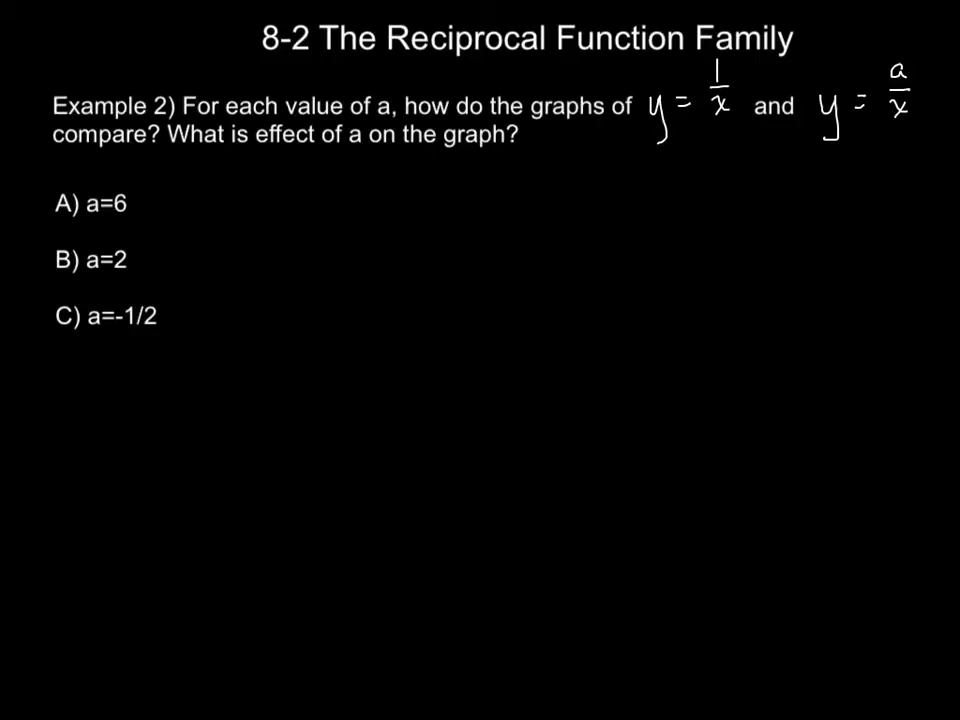 8-2 The Reciprocal Function Family
Example 2) For each value of a, how do the graphs of y = 1/x and y = a/x
compare? What is effect of a on the graph?
A) a=6
B) a=2
C) a=-1/2